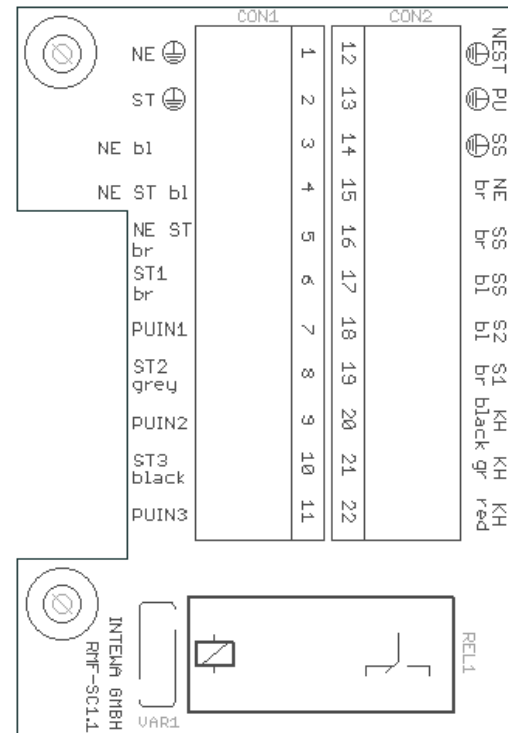 CON1
CON2
NE
ST
NE bl
NE ST bl
NE ST
br
ST1
br
PUIN1
ST2
grey
PUIN2
ST3
black
PUIN3
1
2
3
4
5
6
7
8
9
10
11
12
13
14
15
16
17
18
19
20
21
22
NEST
PU
SS
NE
br
SS
br
SS
bl
S2
bl
S1
br
KH
black
KH
gr
KH
red
INTEWA GMBH
RMF-SC1.1
VAR1
REL1